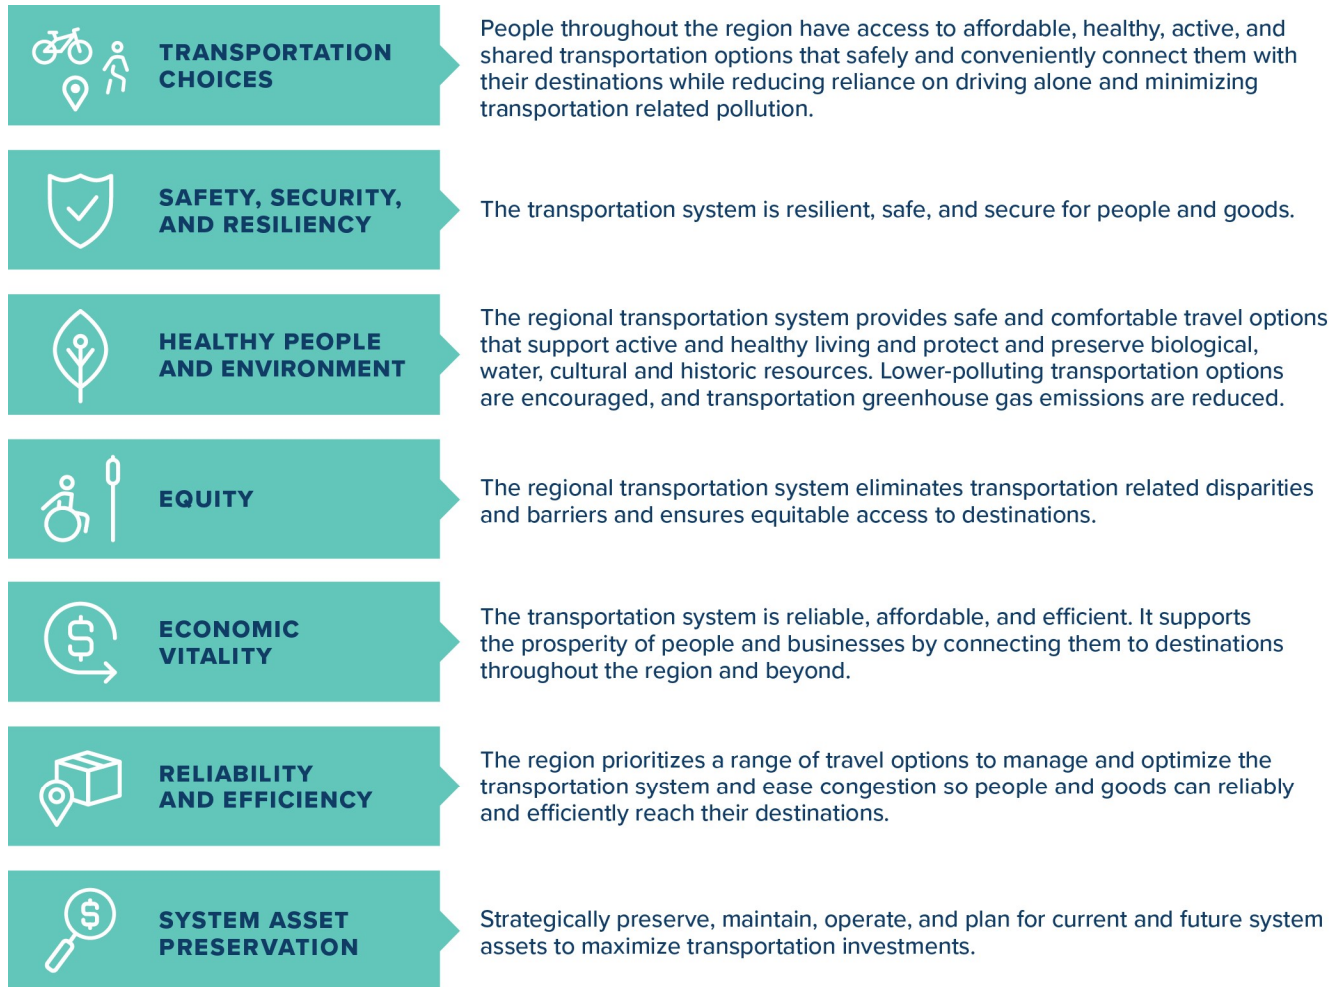 TRANSPORTATION
CHOICES
People throughout the region have access to affordable, healthy, active, and
shared transportation options that safely and conveniently connect them with
their destinations while reducing reliance on driving alone and minimizing
transportation related pollution.
SAFETY, SECURITY,
AND RESILIENCY
The transportation system is resilient, safe, and secure for people and goods.
HEALTHY PEOPLE
AND ENVIRONMENT
The regional transportation system provides safe and comfortable travel options
that support active and healthy living and protect and preserve biological,
water, cultural and historic resources. Lower-polluting transportation options
are encouraged, and transportation greenhouse gas emissions are reduced.
EQUITY
The regional transportation system eliminates transportation related disparities
and barriers and ensures equitable access to destinations.
$
ECONOMIC
VITALITY
The transportation system is reliable, affordable, and efficient. It supports
the prosperity of people and businesses by connecting them to destinations
throughout the region and beyond.
RELIABILITY
AND EFFICIENCY
The region prioritizes a range of travel options to manage and optimize the
transportation system and ease congestion so people and goods can reliably
and efficiently reach their destinations.
$
SYSTEM ASSET
PRESERVATION
Strategically preserve, maintain, operate, and plan for current and future system
assets to maximize transportation investments.